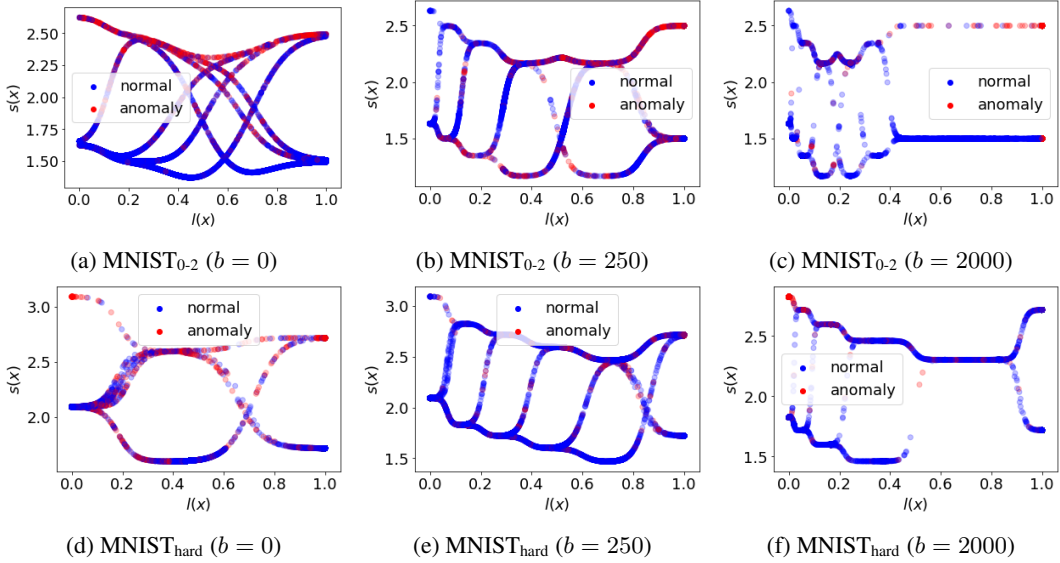 2.50
2.25
2.00
1.75
1.50
s(x)
normal
anomaly
0.0 0.2 0.4 0.6 0.8 1.0
l(x)
(a) MNIST0-2 (b = 0)
2.5
2.0
1.5
s(x)
normal
anomaly
0.0 0.2 0.4 0.6 0.8 1.0
l(x)
(b) MNIST0-2 (b = 250)
2.5
2.0
1.5
s(x)
normal
anomaly
0.0 0.2 0.4 0.6 0.8 1.0
l(x)
(c) MNIST0-2 (b = 2000)
3.0
2.5
2.0
s(x)
normal
anomaly
0.0 0.2 0.4 0.6 0.8 1.0
l(x)
(d) MNISThard (b = 0)
3.0
2.5
2.0
1.5
s(x)
normal
anomaly
0.0 0.2 0.4 0.6 0.8 1.0
l(x)
(e) MNISThard (b = 250)
2.5
2.0
1.5
s(x)
normal
anomaly
0.0 0.2 0.4 0.6 0.8 1.0
l(x)
(f) MNISThard (b = 2000)